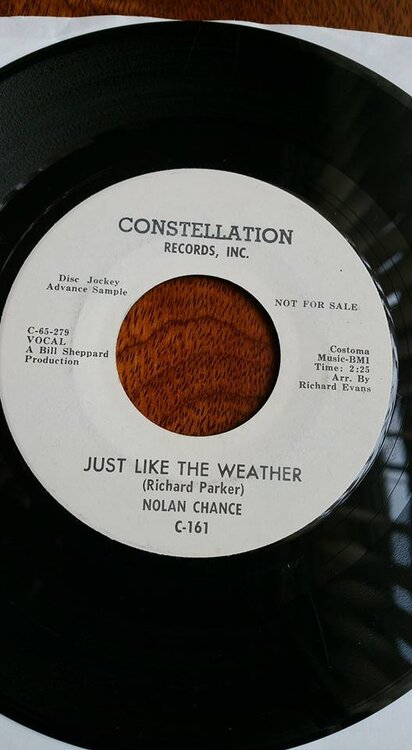 CONSTELLATION
RECORDS, INC.
Disc Jockey
Advance Sample
NOT FOR SALE
C-65-279
VOCAL
A Bill Sheppard
Production
Costoma
Music-BMI
Time: 2:25
Arr. By
Richard Evans
JUST LIKE THE WEATHER
(Richard Parker)
NOLAN CHANCE
C-161